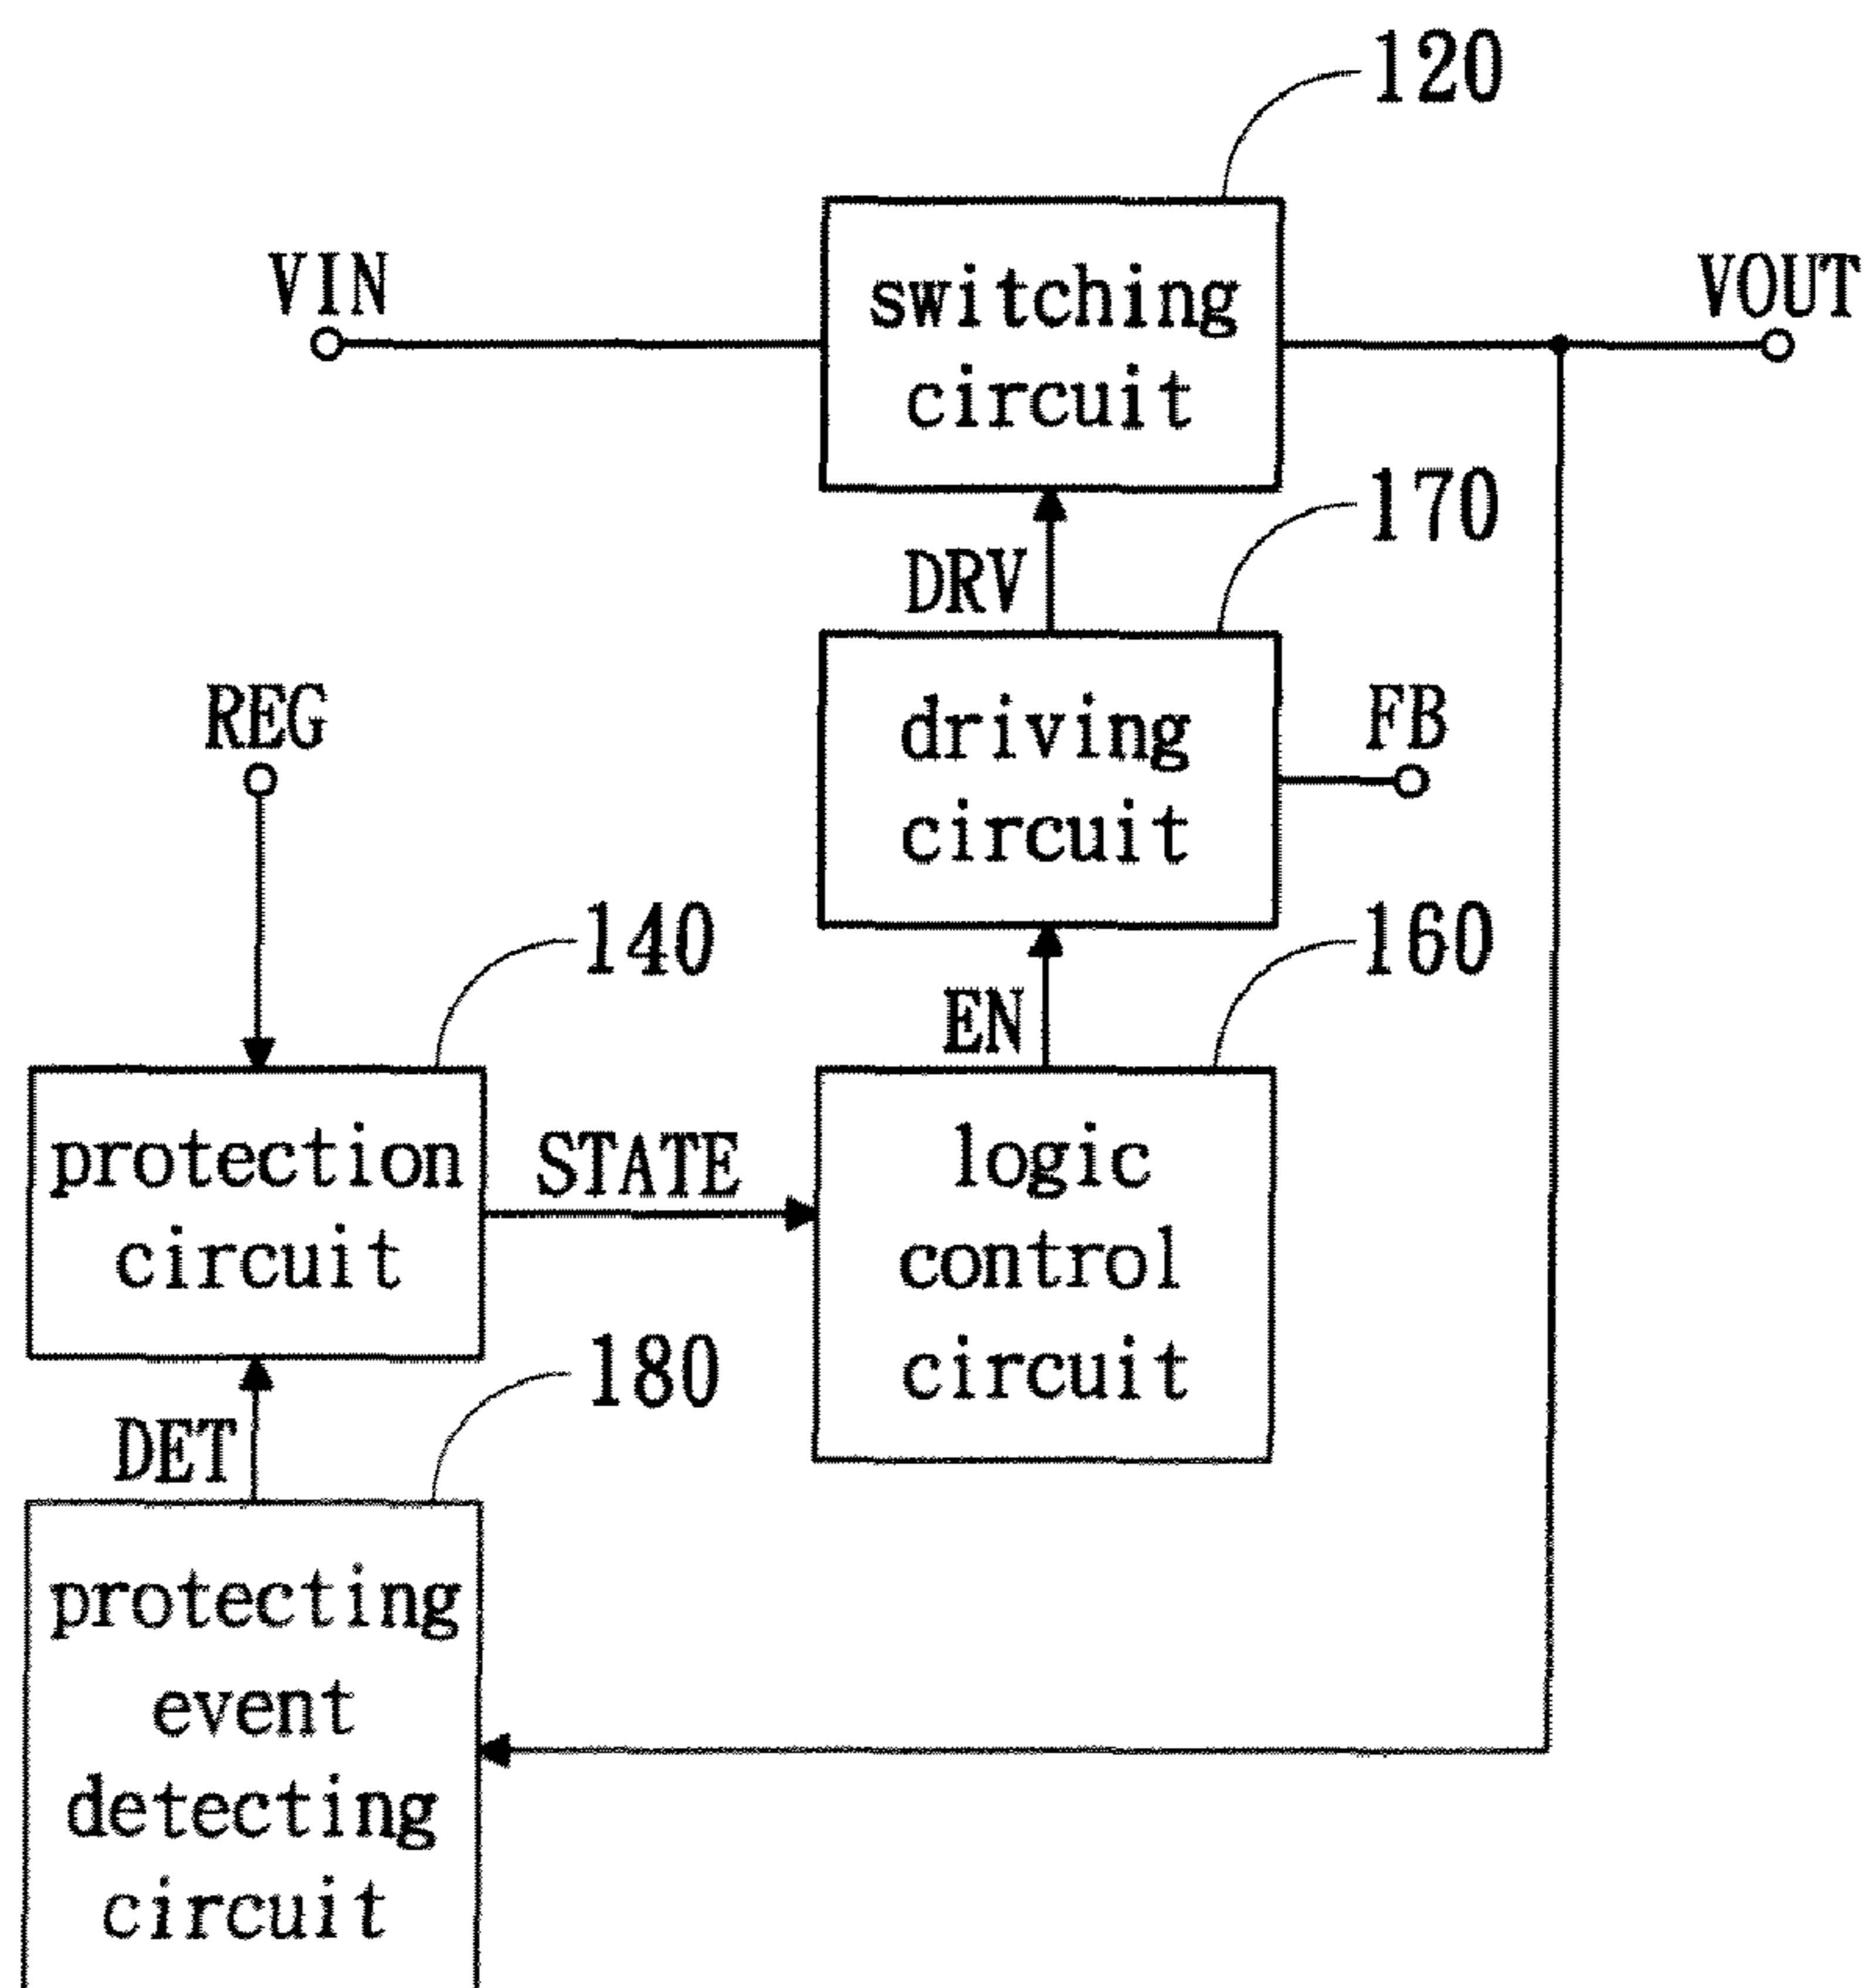 120
VIN
switching
circuit
VOUT
170
DRV
REG
driving
circuit
FB
140
160
EN
protection
circuit
STATE
logic
control
circuit
180
DET
protecting
event
detecting
circuit